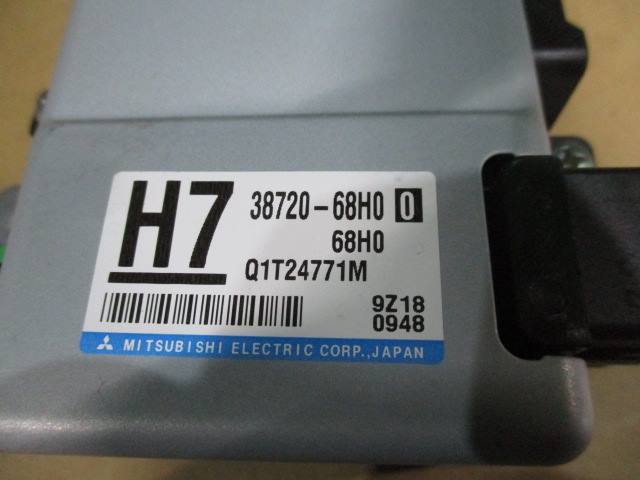 H7
38720-68H0 0
68H0
Q1T24771M
9Z18
0948
MITSUBISHI ELECTRIC CORP., JAPAN